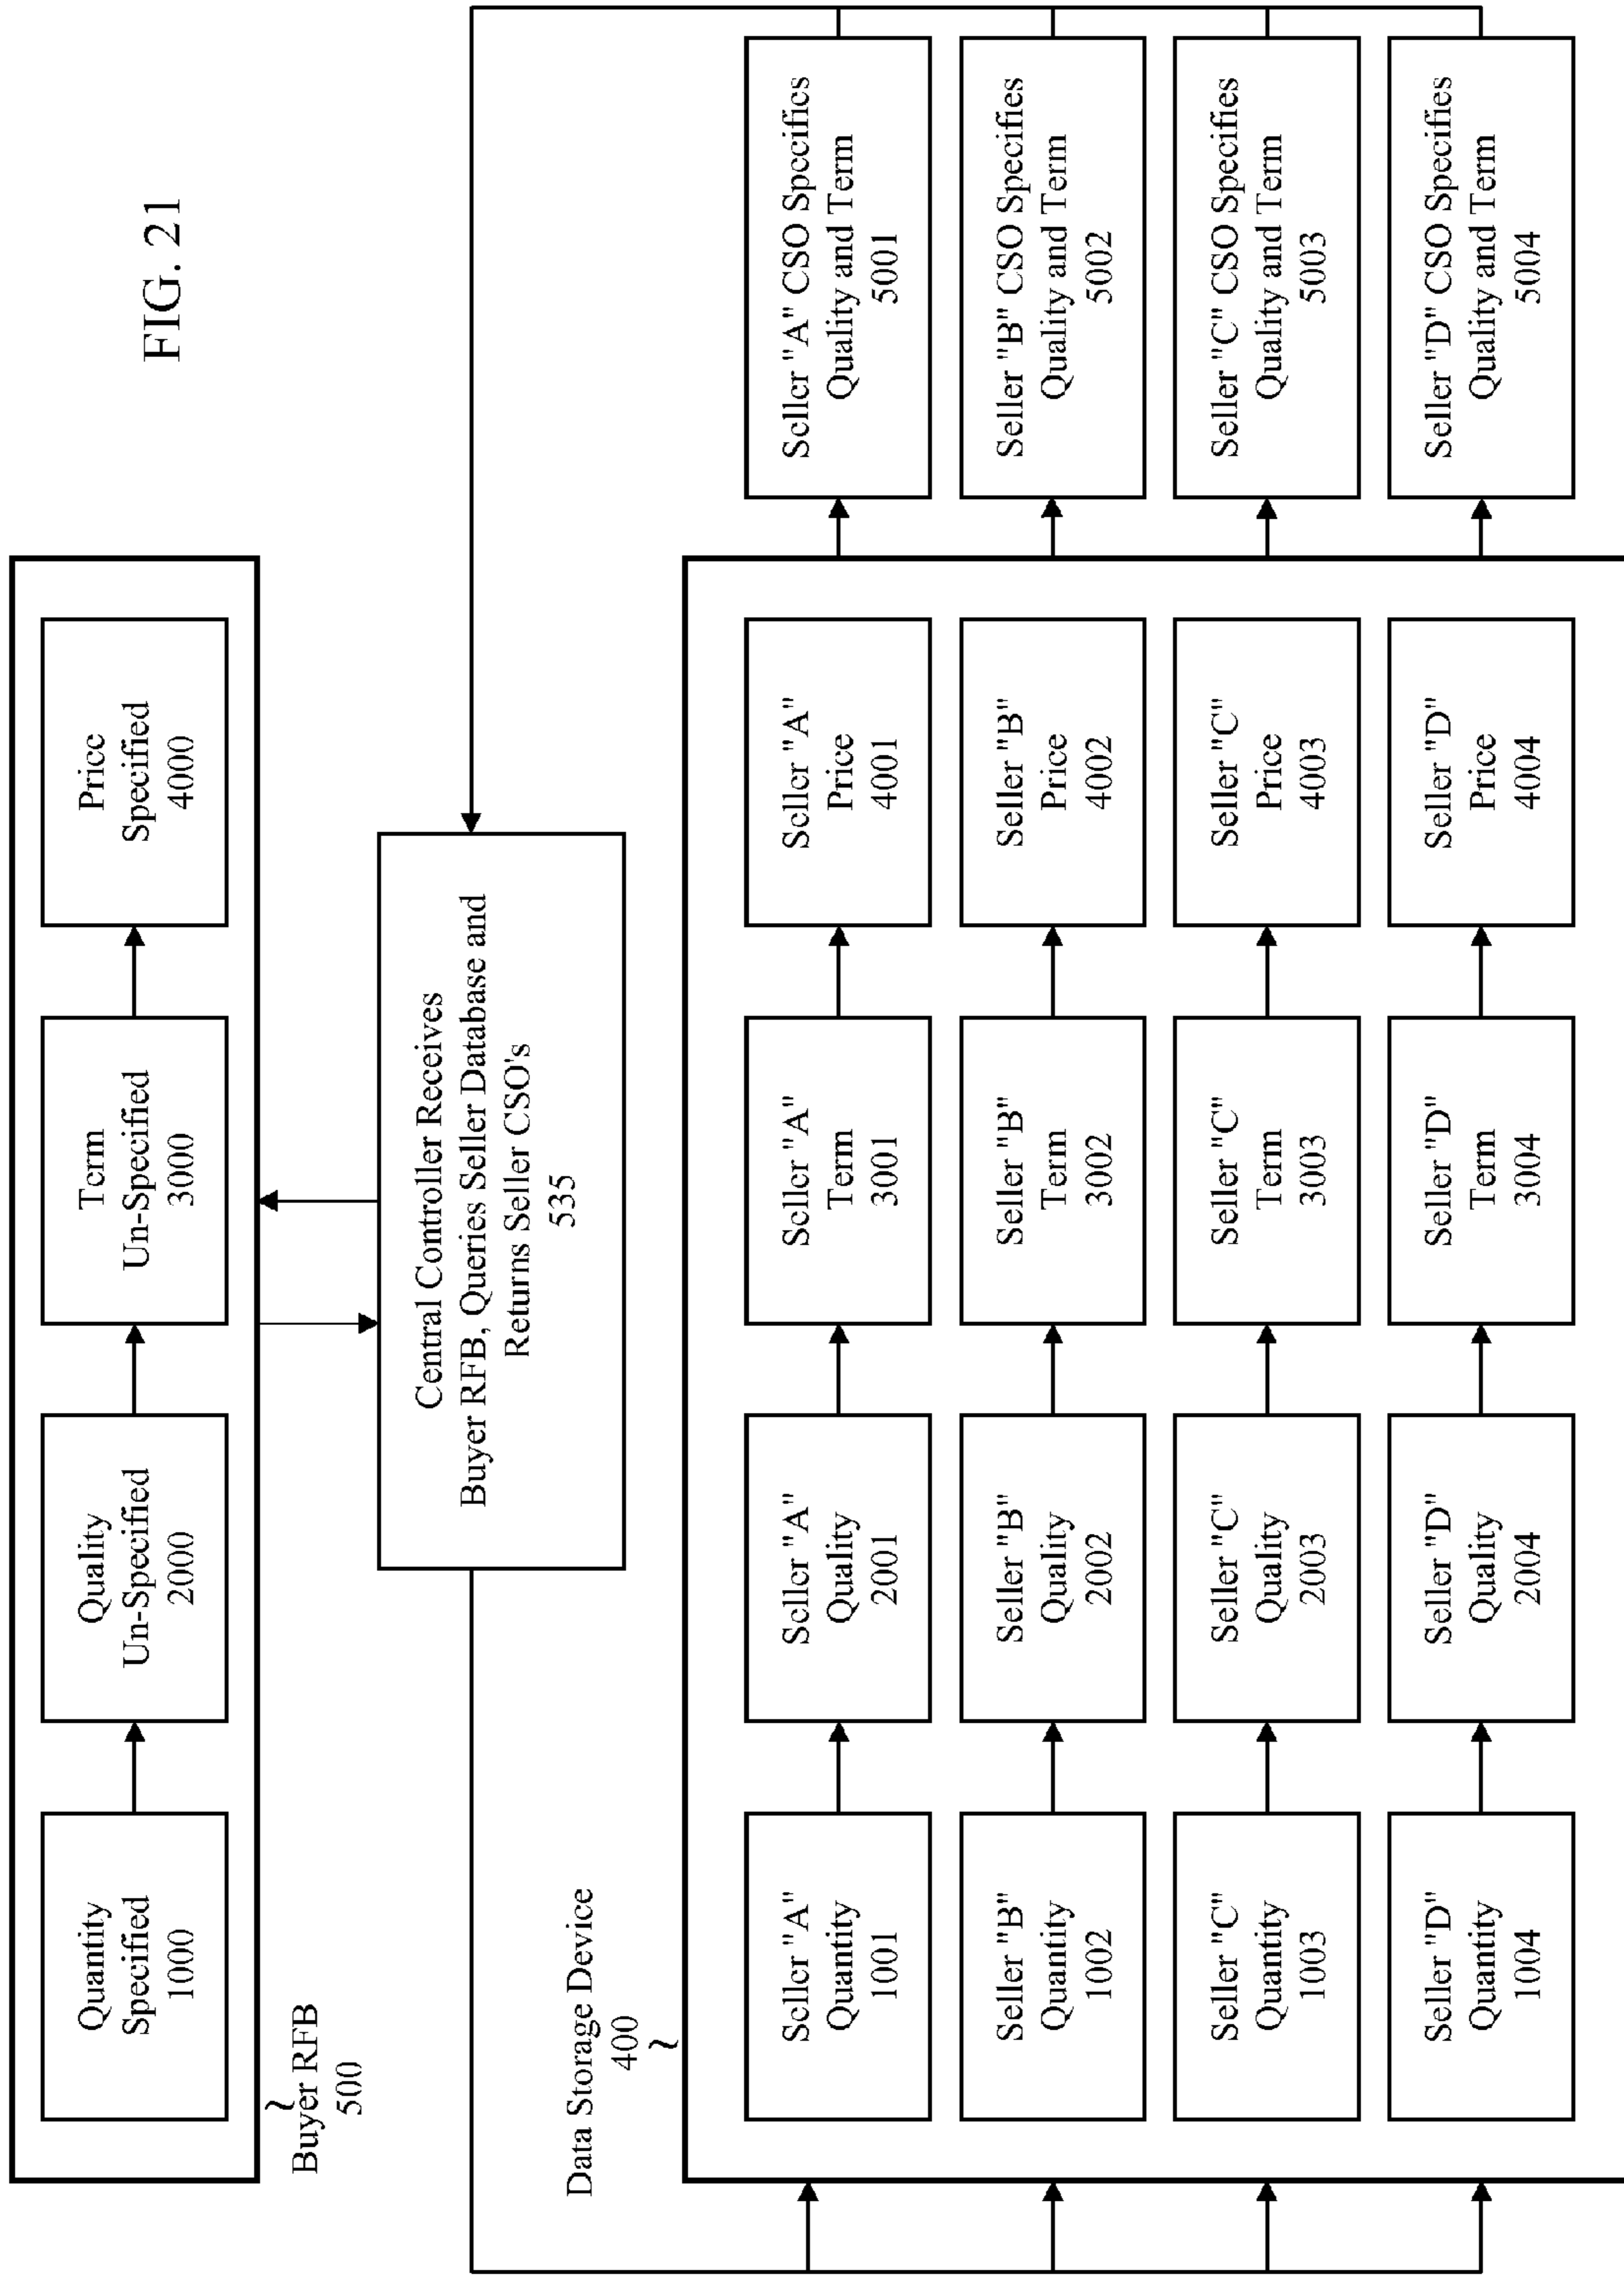 FIG. 21
Quantity
Specified
1000
Quality
Un-Specified
2000
Term
Un-Specified
3000
Price
Specified
4000
Buyer RFB
500
Central Controller Receives
Buyer RFB, Queries Seller Database and
Returns Seller CSO's
535
Data Storage Device
400
Seller "A"
Quantity
1001
Seller "A"
Quality
2001
Seller "A"
Term
3001
Seller "A"
Price
4001
Seller "A" CSO Specifies
Quality and Term
5001
Seller "B"
Quantity
1002
Seller "B"
Quality
2002
Seller "B"
Term
3002
Seller "B"
Price
4002
Seller "B" CSO Specifies
Quality and Term
5002
Seller "C"
Quantity
1003
Seller "C"
Quality
2003
Seller "C"
Term
3003
Seller "C"
Price
4003
Seller "C" CSO Specifies
Quality and Term
5003
Seller "D"
Quantity
1004
Seller "D"
Quality
2004
Seller "D"
Term
3004
Seller "D"
Price
4004
Seller "D" CSO Specifies
Quality and Term
5004